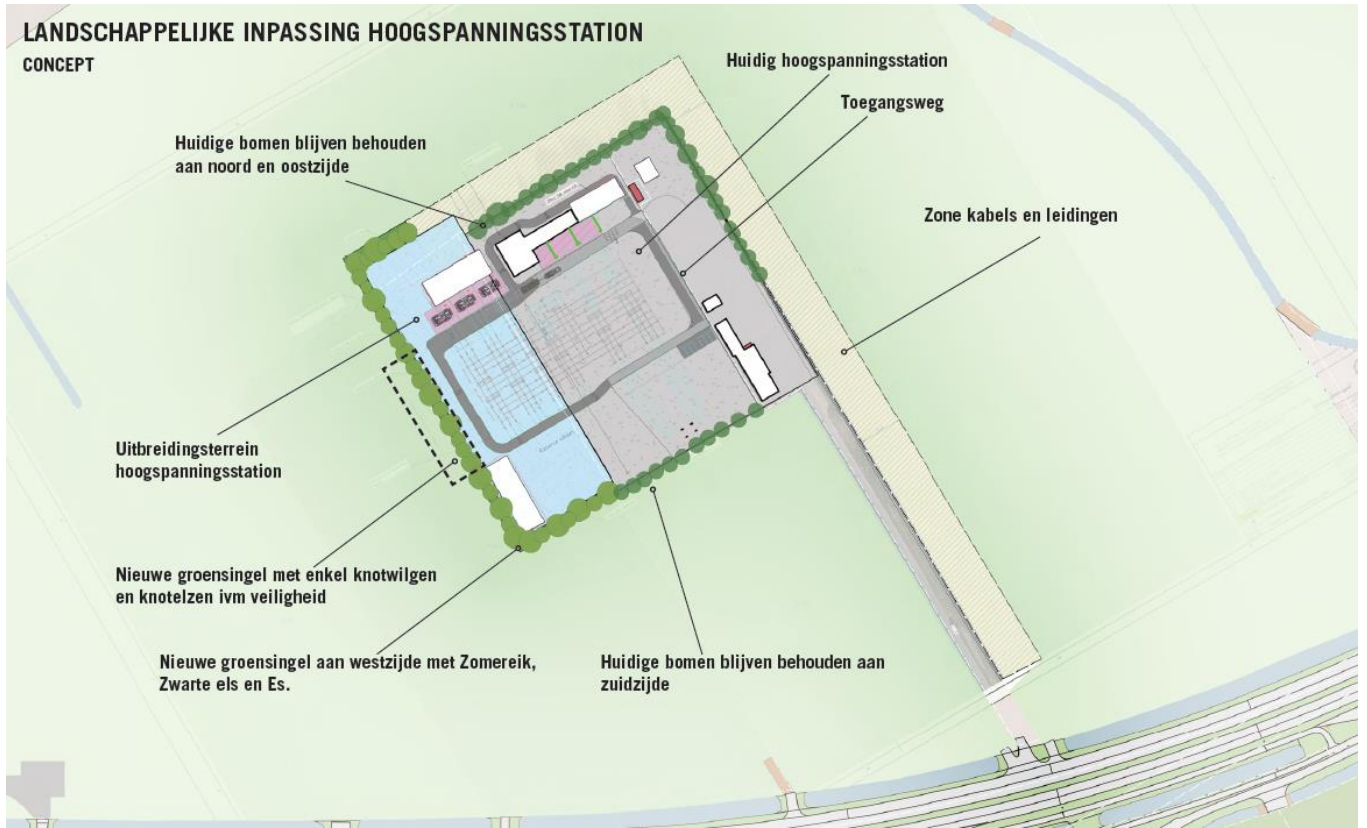 LANDSCHAPPELIJKE INPASSING HOOGSPANNINGSSTATION
CONCEPT
Huidig hoogspanningsstation
Toegangsweg
Huidige bomen blijven behouden
aan noord en oostzijde
Zone kabels en leidingen
Uitbreidingsterrein
hoogspanningsstation
Nieuwe groensingel met enkel knotwilgen
en knotelzen ivm veiligheid
Nieuwe groensingel aan westzijde met Zomereik,
Zwarte els en Es.
Huidige bomen blijven behouden aan
zuidzijde